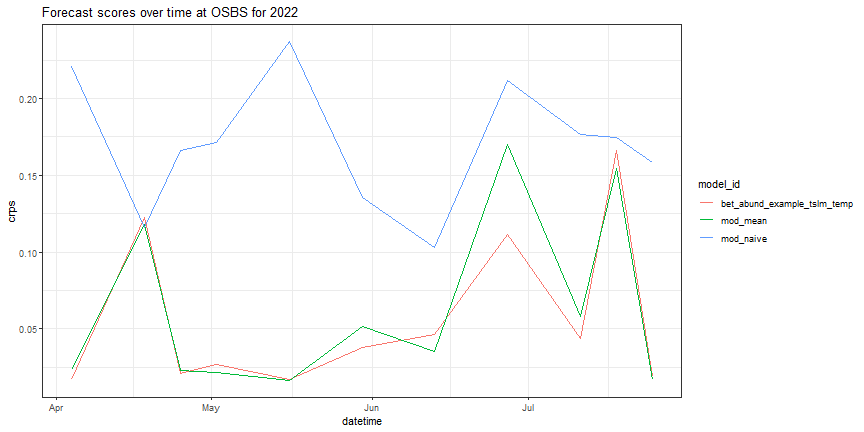 Forecast scores over time at OSBS for 2022
crps
0.20
0.15
0.10
0.05
Apr
May
Jun
Jul
datetime
model_id
bet_abund_example_tslm_temp
mod_mean
mod_naive